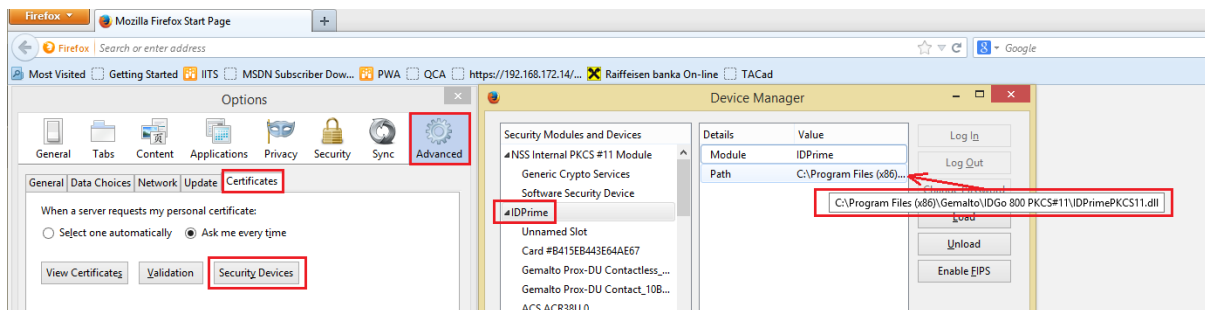 Firefox
Mozilla Firefox Start Page
Firefox Search or enter address
Google
Most Visited Getting Started IITS MSDN Subscriber Dow... PWA QCA https://192.168.172.14/... Raiffeisen banka On-line TACad
Options
General Tabs Content Applications Privacy Security Sync Advanced
General Data Choices Network Update Certificates
When a server requests my personal certificate:
Select one automatically Ask me every time
View Certificates Validation Security Devices
Device Manager
Security Modules and Devices
NSS Internal PKCS #11 Module
Generic Crypto Services
Software Security Device
IDPrime
Unnamed Slot
Card #B415EB443E64AE67
Gemalto Prox-DU Contactless_...
Gemalto Prox-DU Contact_10B...
ACS ACR38U 0
Details Value
Module IDPrime
Path C:\Program Files (x86)...
C:\Program Files (x86)\Gemalto\IDGo 800 PKCS#11\IDPrimePKCS11.dll
Log In
Log Out
Change Password
Load
Unload
Enable FIPS